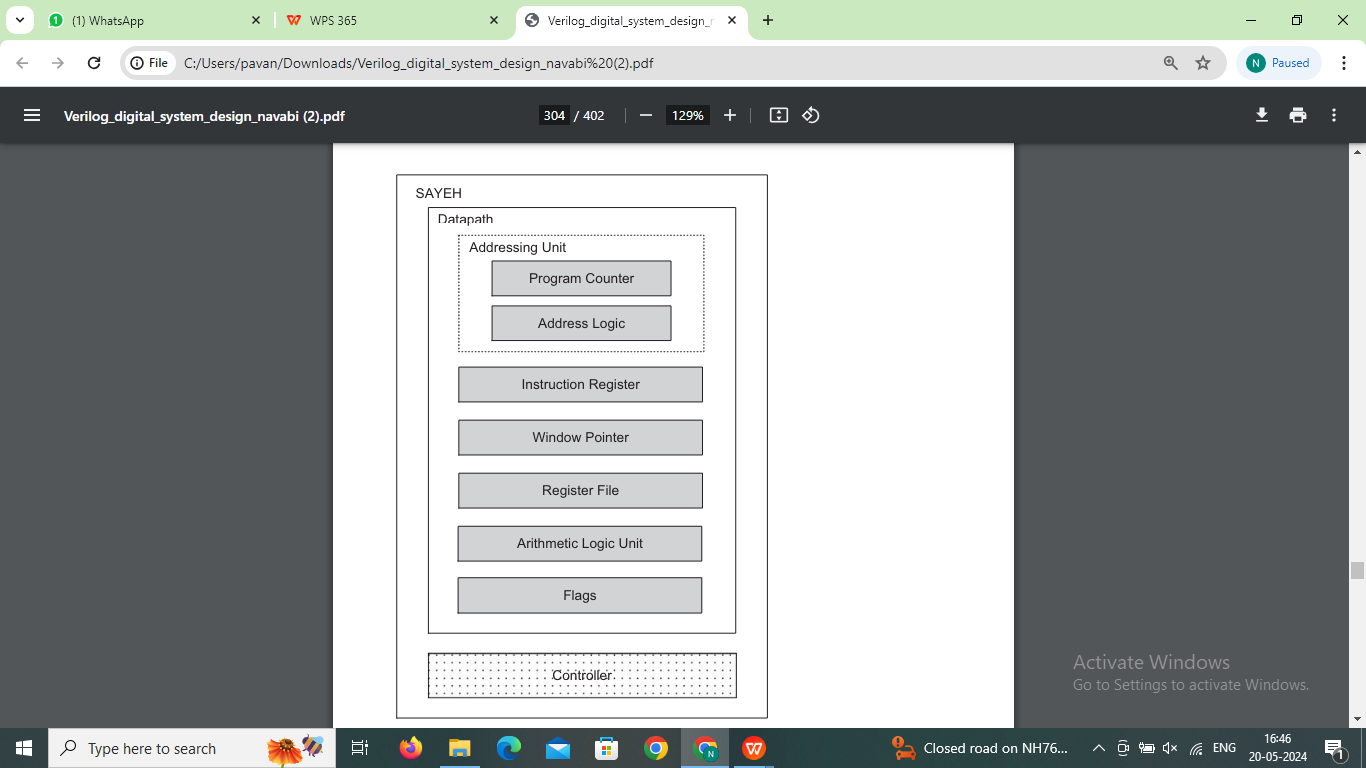 1
(1) WhatsApp
WPS 365
Verilog_digital_system_design_n
File
C:/Users/pavan/Downloads/Verilog_digital_system_design_navabi%20(2).pdf
N
Paused
Verilog_digital_system_design_navabi (2).pdf
304 / 402
129%
SAYEH
Datapath
Addressing Unit
Program Counter
Address Logic
Instruction Register
Window Pointer
Register File
Arithmetic Logic Unit
Flags
Controller
Activate Windows
Go to Settings to activate Windows.
Type here to search
N
Closed road on NH76...
ENG
16:46
20-05-2024
1